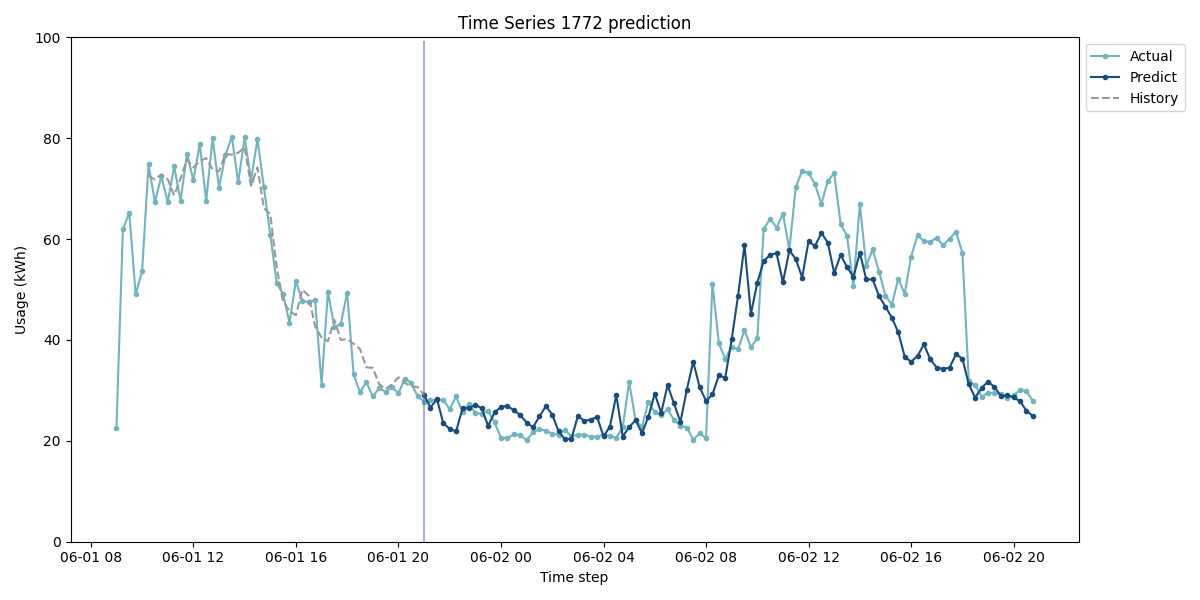 Time Series 1772 prediction
100
80
60
40
20
0
Usage (kWh)
06-01 08
06-01 12
06-01 16
06-01 20
06-02 00
06-02 04
06-02 08
06-02 12
06-02 16
06-02 20
Time step
Actual
Predict
History